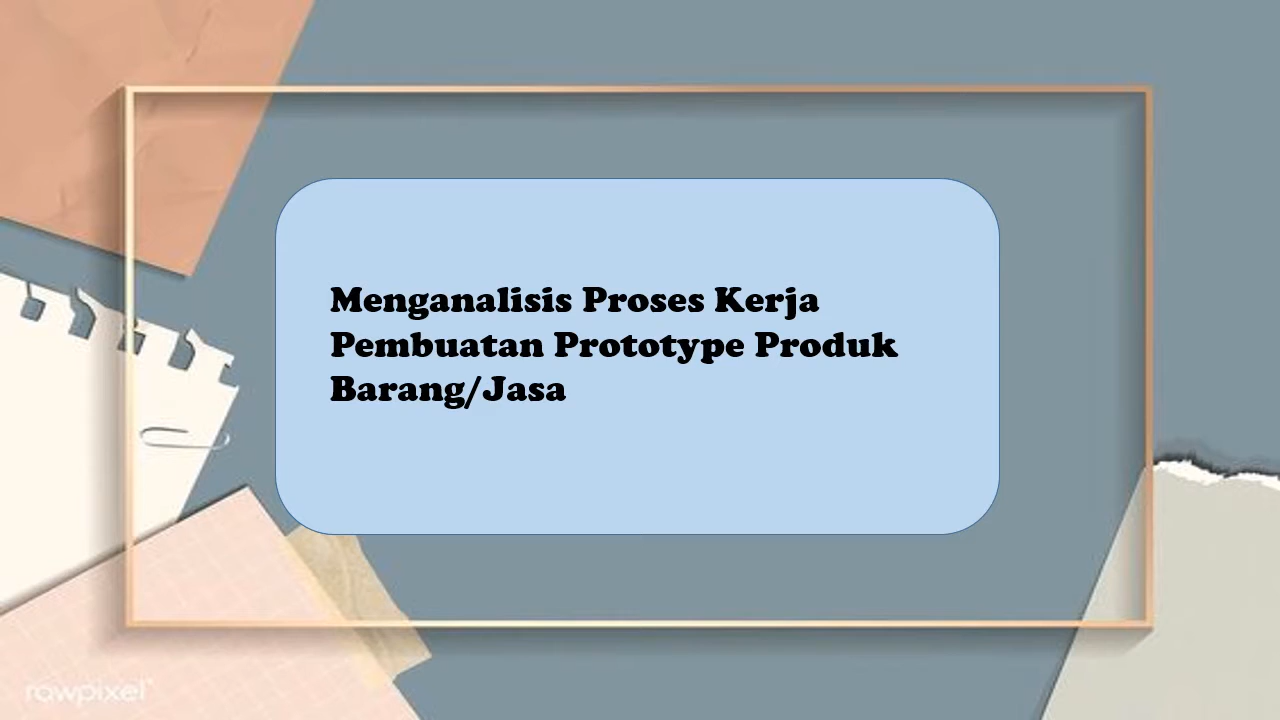 Menganalisis Proses Kerja
Pembuatan Prototype Produk
Barang/Jasa
rawpixel